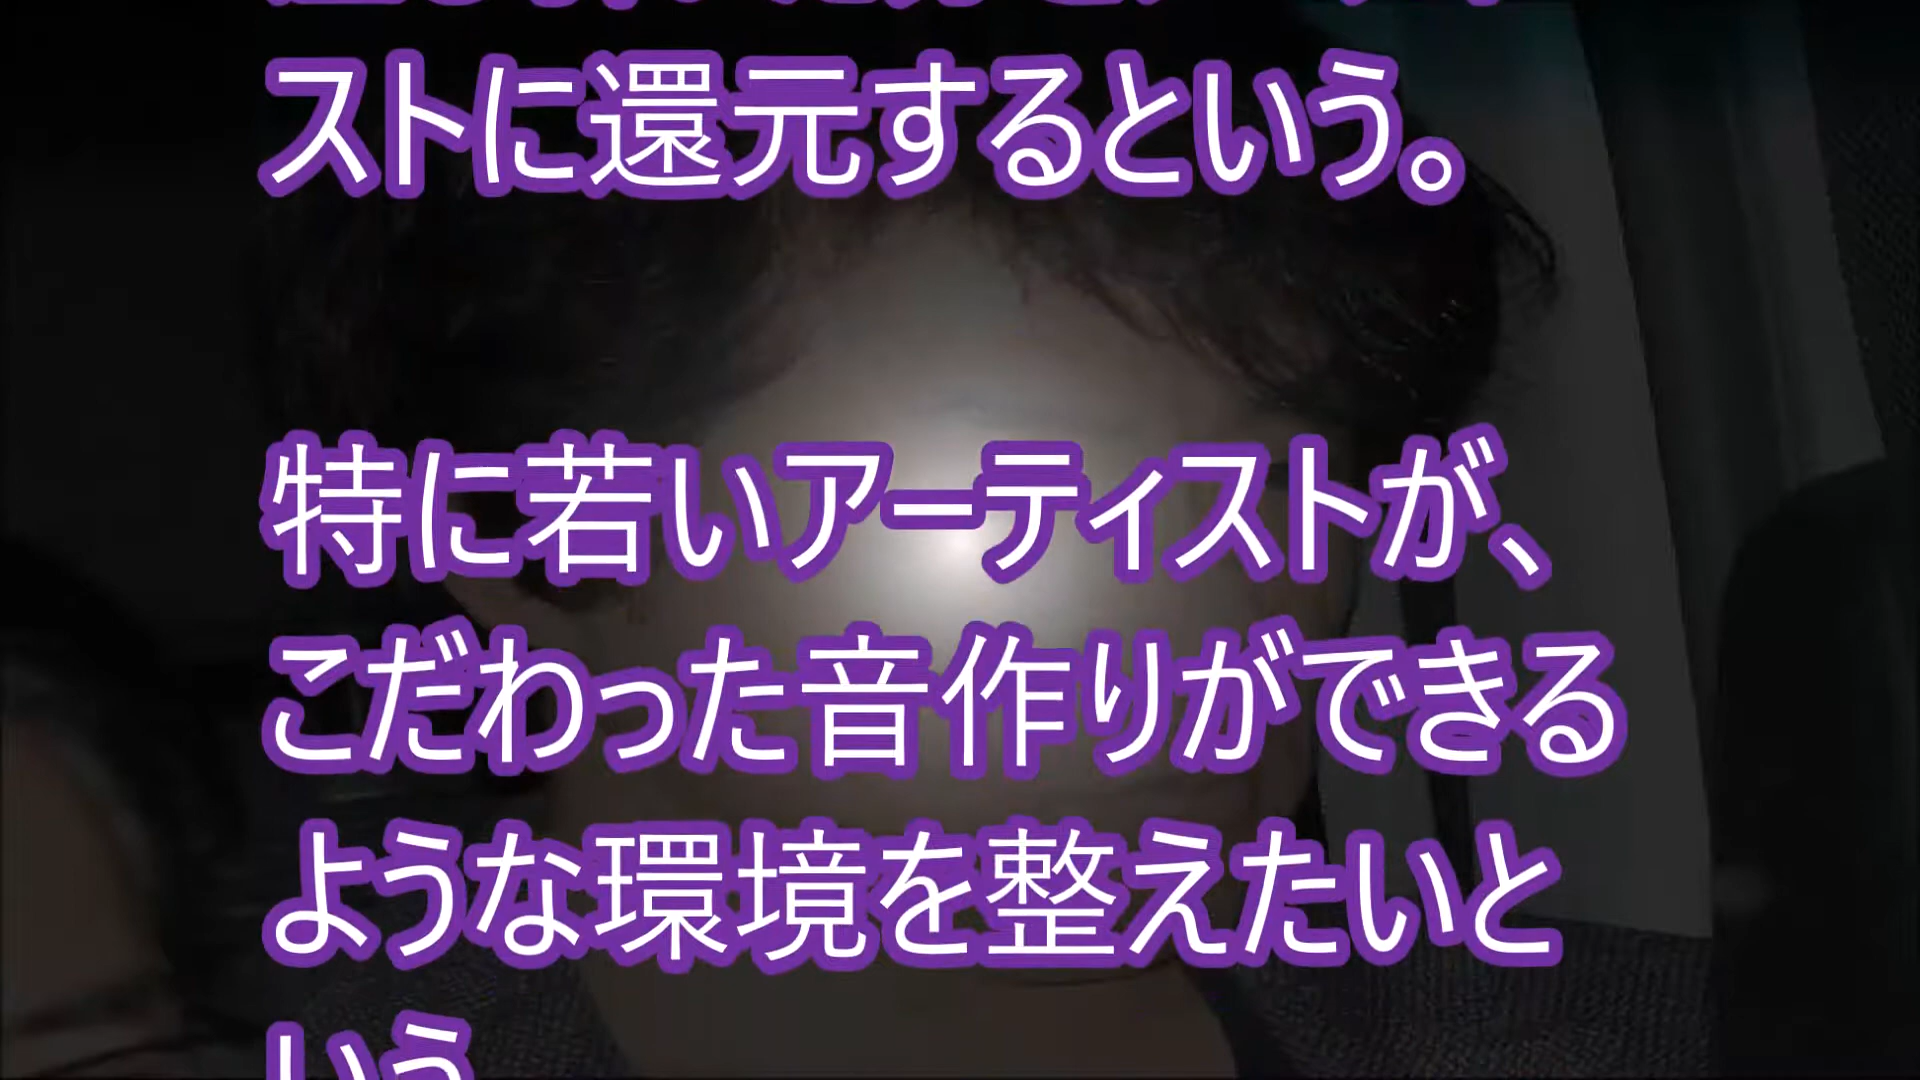 ストに還元するという。
特に若いアーティストが、
こだわった音作りができる
ような環境を整えたいと
いう